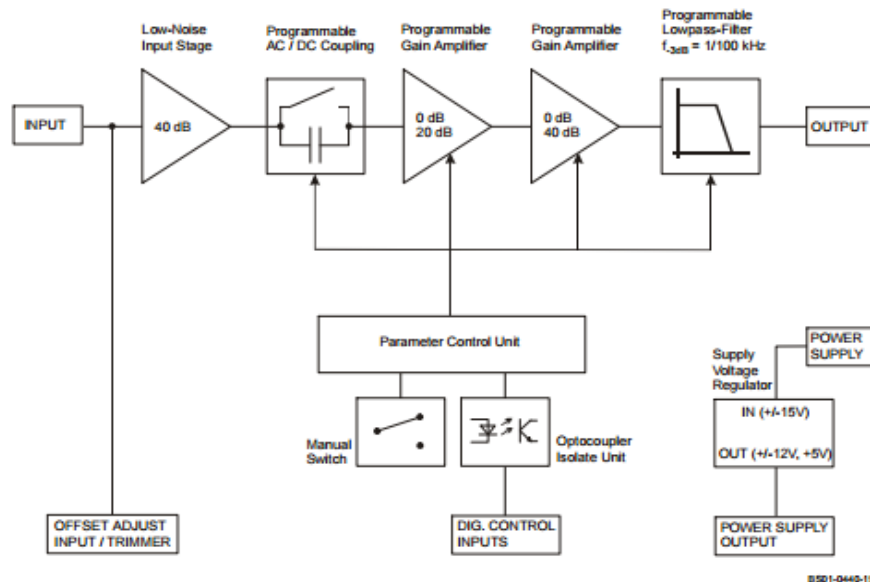 Low-Noise
Input Stage
Programmable
AC / DC Coupling
Programmable
Gain Amplifier
Programmable
Gain Amplifier
Programmable
Lowpass-Filter
f-3dB = 1/100 kHz
INPUT
40 dB
0 dB
20 dB
0 dB
40 dB
OUTPUT
Parameter Control Unit
Manual
Switch
Optocoupler
Isolate Unit
Supply
Voltage
Regulator
POWER
SUPPLY
IN (+/-15V)
OUT (+/-12V, +5V)
OFFSET ADJUST
INPUT / TRIMMER
DIG. CONTROL
INPUTS
POWER SUPPLY
OUTPUT